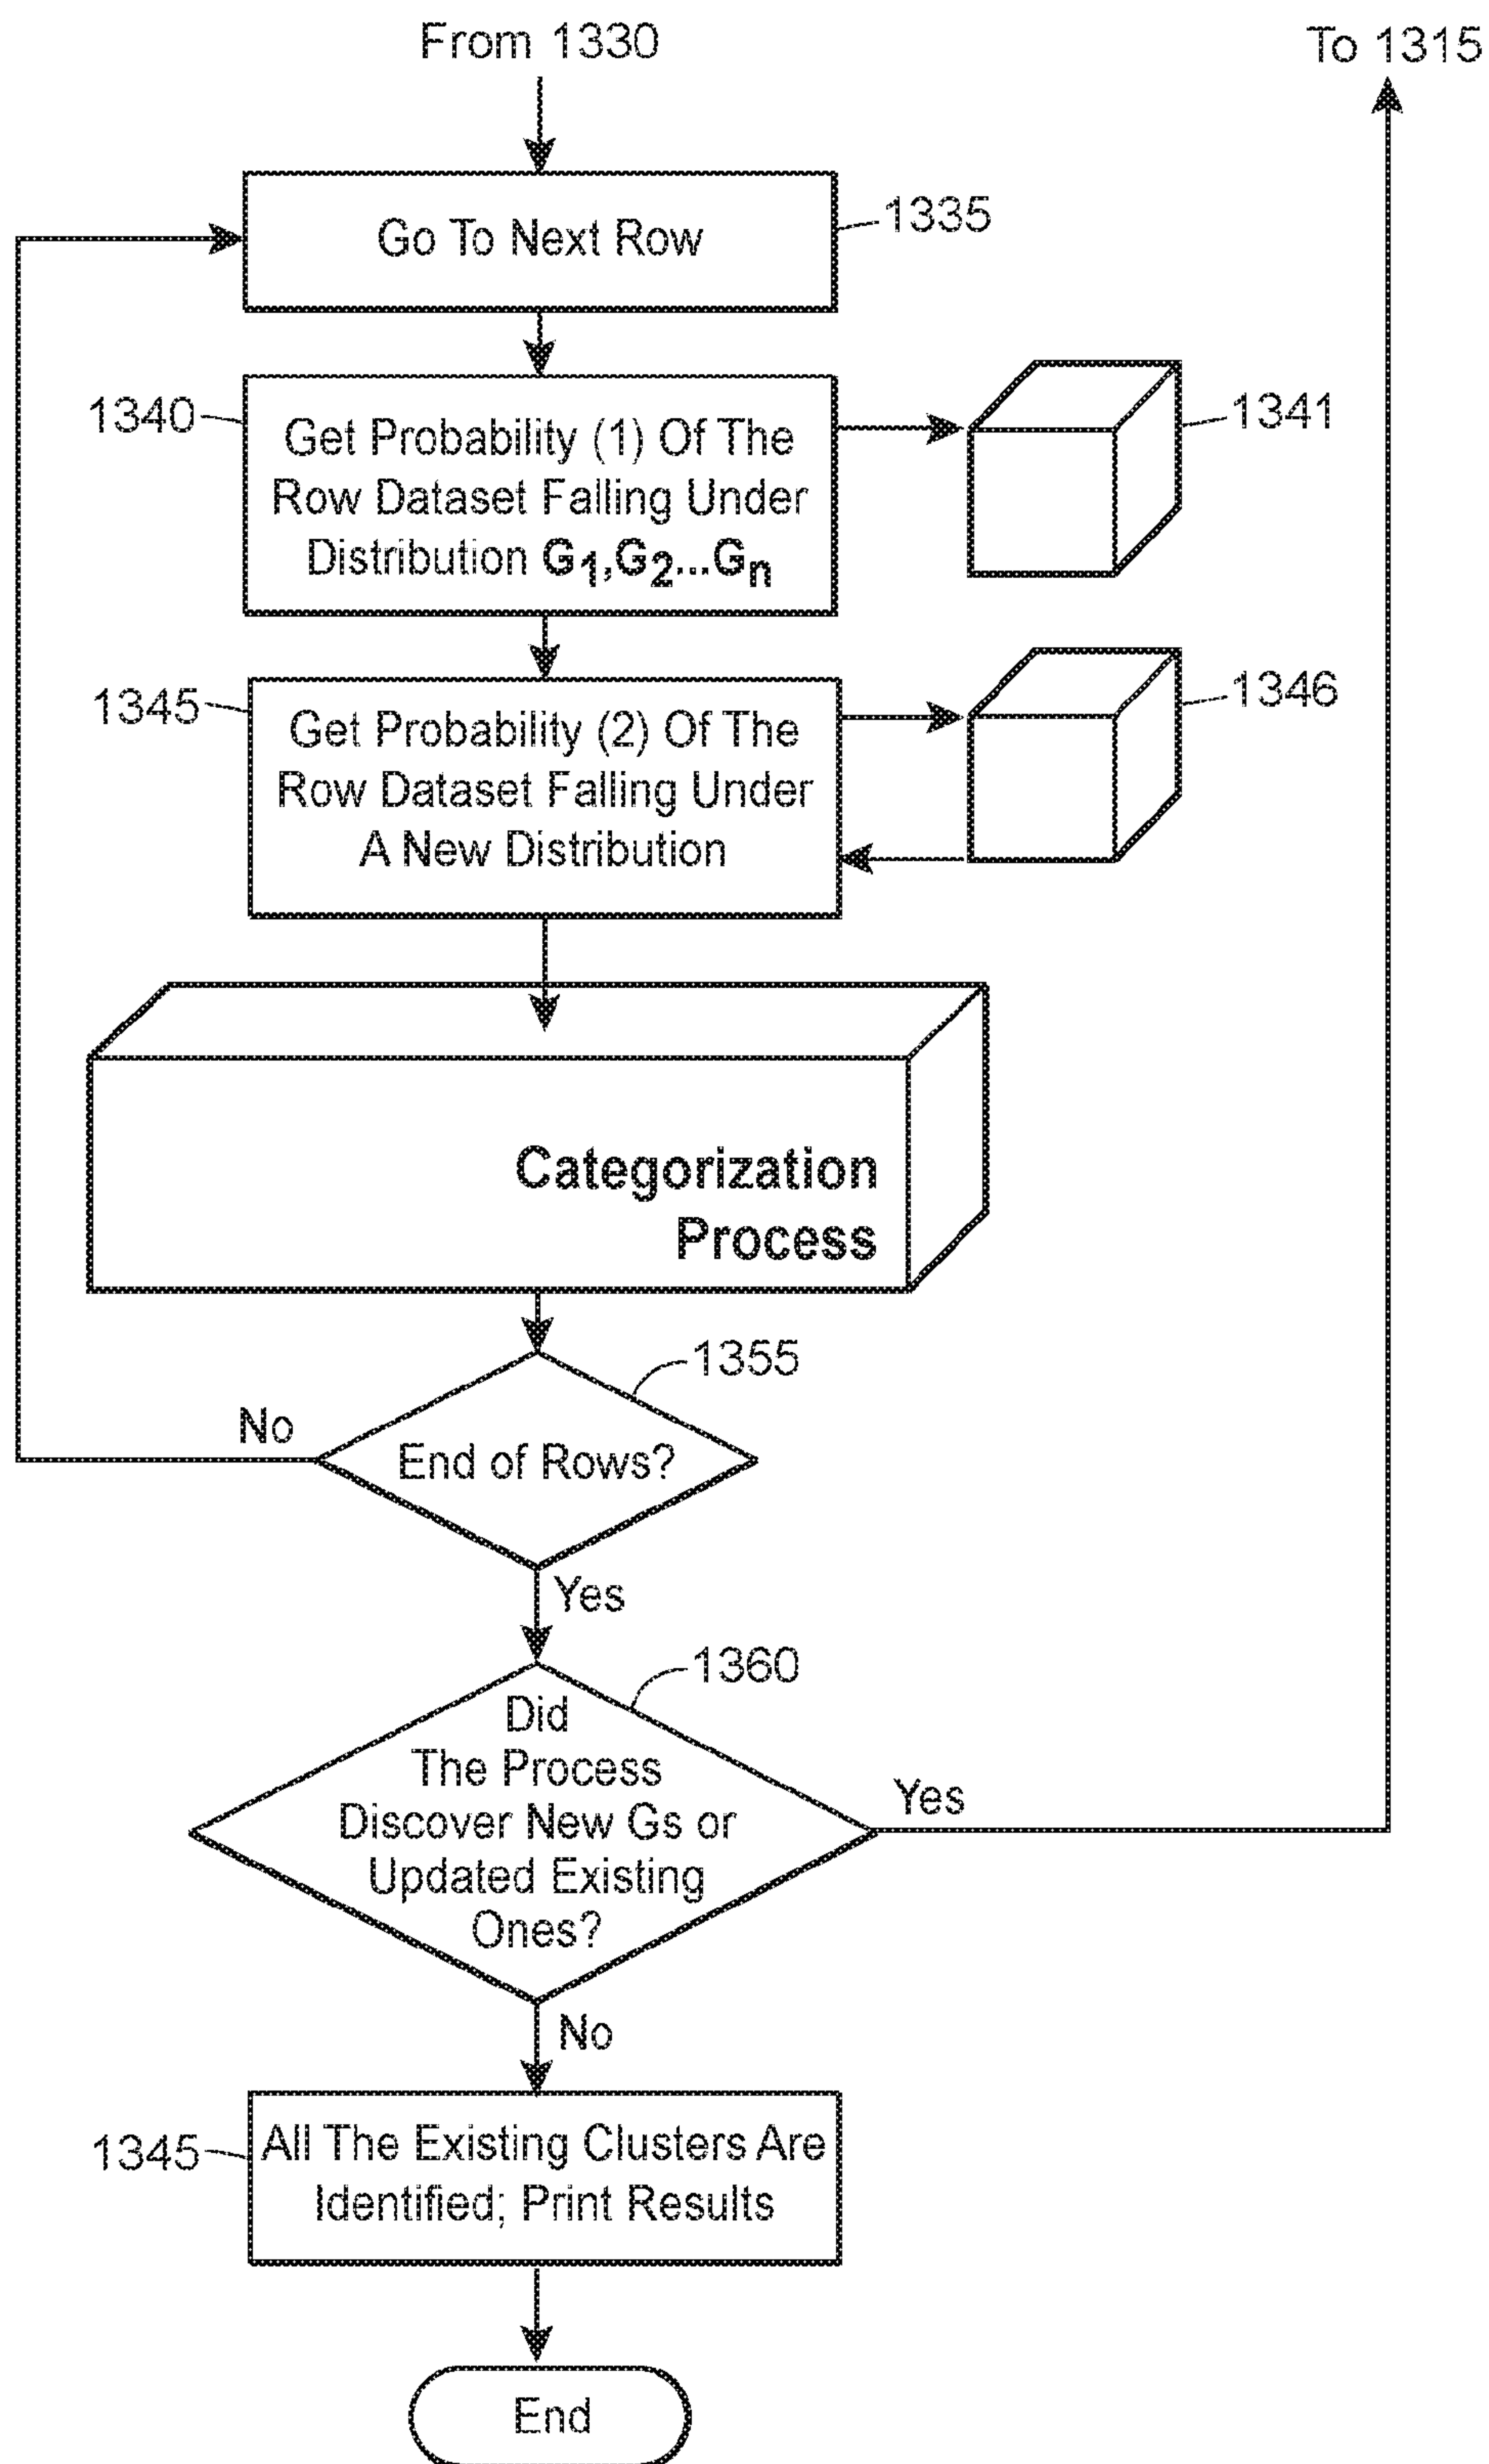 From 1330
To 1315
Go To Next Row
1335
1340
Get Probability (1) Of The
Row Dataset Falling Under
Distribution G1,G2...Gn
1341
1345
Get Probability (2) Of The
Row Dataset Falling Under
A New Distribution
1346
Categorization
Process
1355
No
End of Rows?
Yes
1360
Did
The Process
Discover New Gs or
Updated Existing
Ones?
Yes
No
1345
All The Existing Clusters Are
Identified; Print Results
End